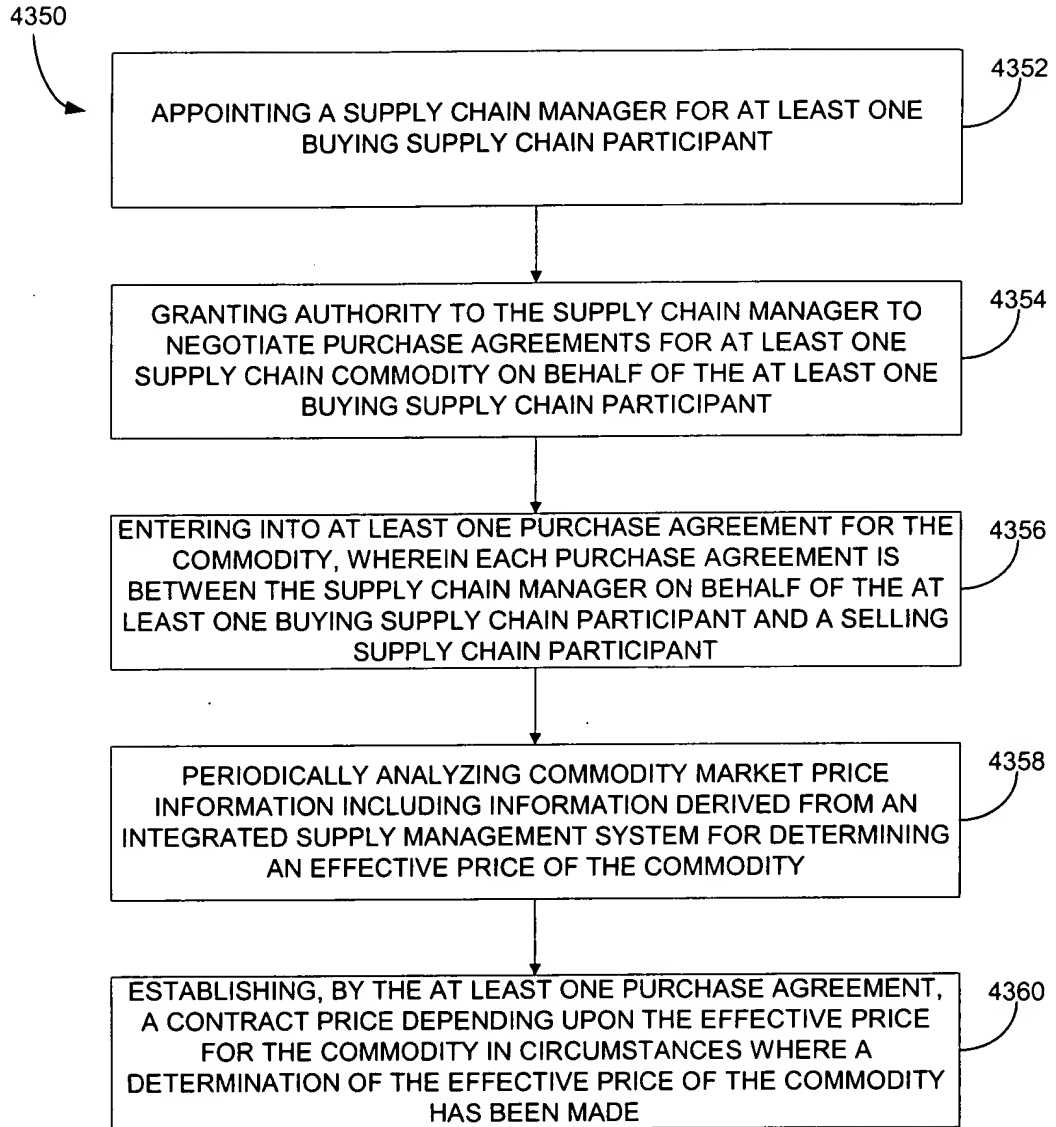 4350
4352
APPOINTING A SUPPLY CHAIN MANAGER FOR AT LEAST ONE
BUYING SUPPLY CHAIN PARTICIPANT
4354
GRANTING AUTHORITY TO THE SUPPLY CHAIN MANAGER TO
NEGOTIATE PURCHASE AGREEMENTS FOR AT LEAST ONE
SUPPLY CHAIN COMMODITY ON BEHALF OF THE AT LEAST ONE
BUYING SUPPLY CHAIN PARTICIPANT
4356
ENTERING INTO AT LEAST ONE PURCHASE AGREEMENT FOR THE
COMMODITY, WHEREIN EACH PURCHASE AGREEMENT IS
BETWEEN THE SUPPLY CHAIN MANAGER ON BEHALF OF THE AT
LEAST ONE BUYING SUPPLY CHAIN PARTICIPANT AND A SELLING
SUPPLY CHAIN PARTICIPANT
4358
PERIODICALLY ANALYZING COMMODITY MARKET PRICE
INFORMATION INCLUDING INFORMATION DERIVED FROM AN
INTEGRATED SUPPLY MANAGEMENT SYSTEM FOR DETERMINING
AN EFFECTIVE PRICE OF THE COMMODITY
4360
ESTABLISHING, BY THE AT LEAST ONE PURCHASE AGREEMENT,
A CONTRACT PRICE DEPENDING UPON THE EFFECTIVE PRICE
FOR THE COMMODITY IN CIRCUMSTANCES WHERE A
DETERMINATION OF THE EFFECTIVE PRICE OF THE COMMODITY
HAS BEEN MADE